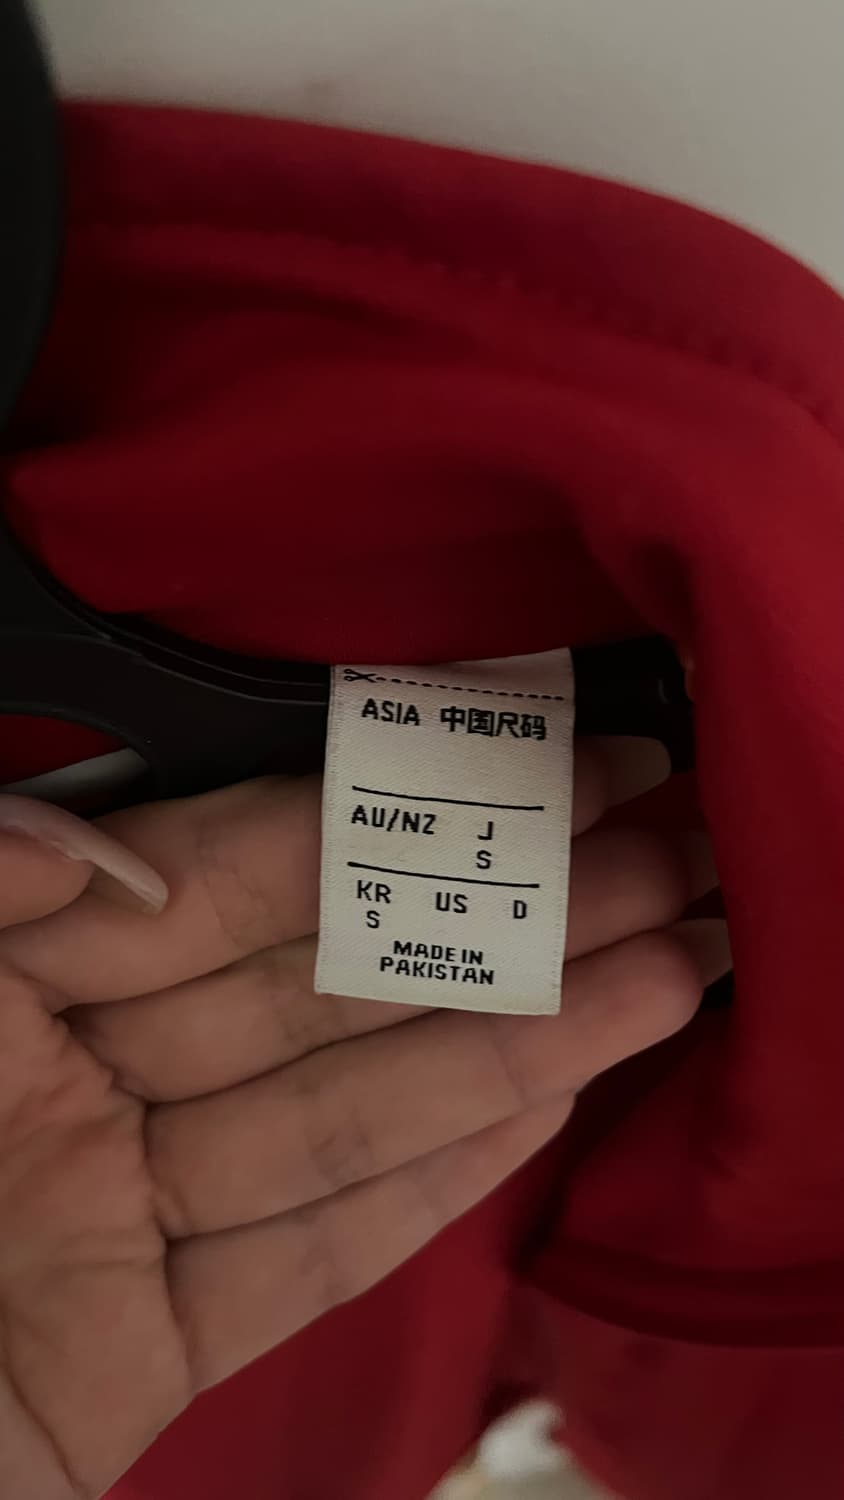 ASIA 中国尺码
AU/NZ J
S
KR US D
S
MADE IN
PAKISTAN